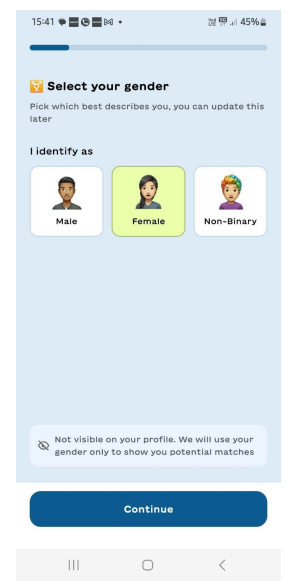 15:41 45%
Select your gender
Pick which best describes you, you can update this
later
I identify as
Male Female Non-Binary
Not visible on your profile. We will use your
gender only to show you potential matches
Continue